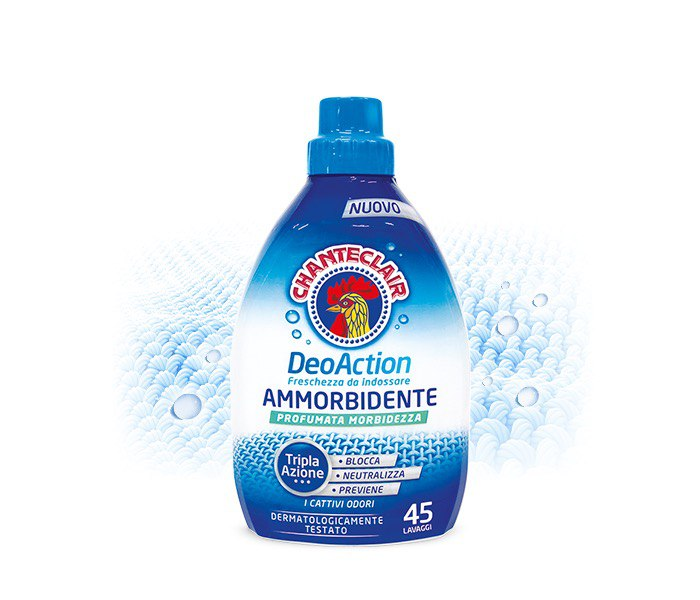 NUOVO
CHANTECLAIR
DeoAction
Freschezza da indossare
AMMORBIDENTE
PROFUMATA MORBIDEZZA
Tripla
Azione
• BLOCCA
• NEUTRALIZZA
• PREVIENE
I CATTIVI ODORI
DERMATOLOGICAMENTE
TESTATO
45
LAVAGGI